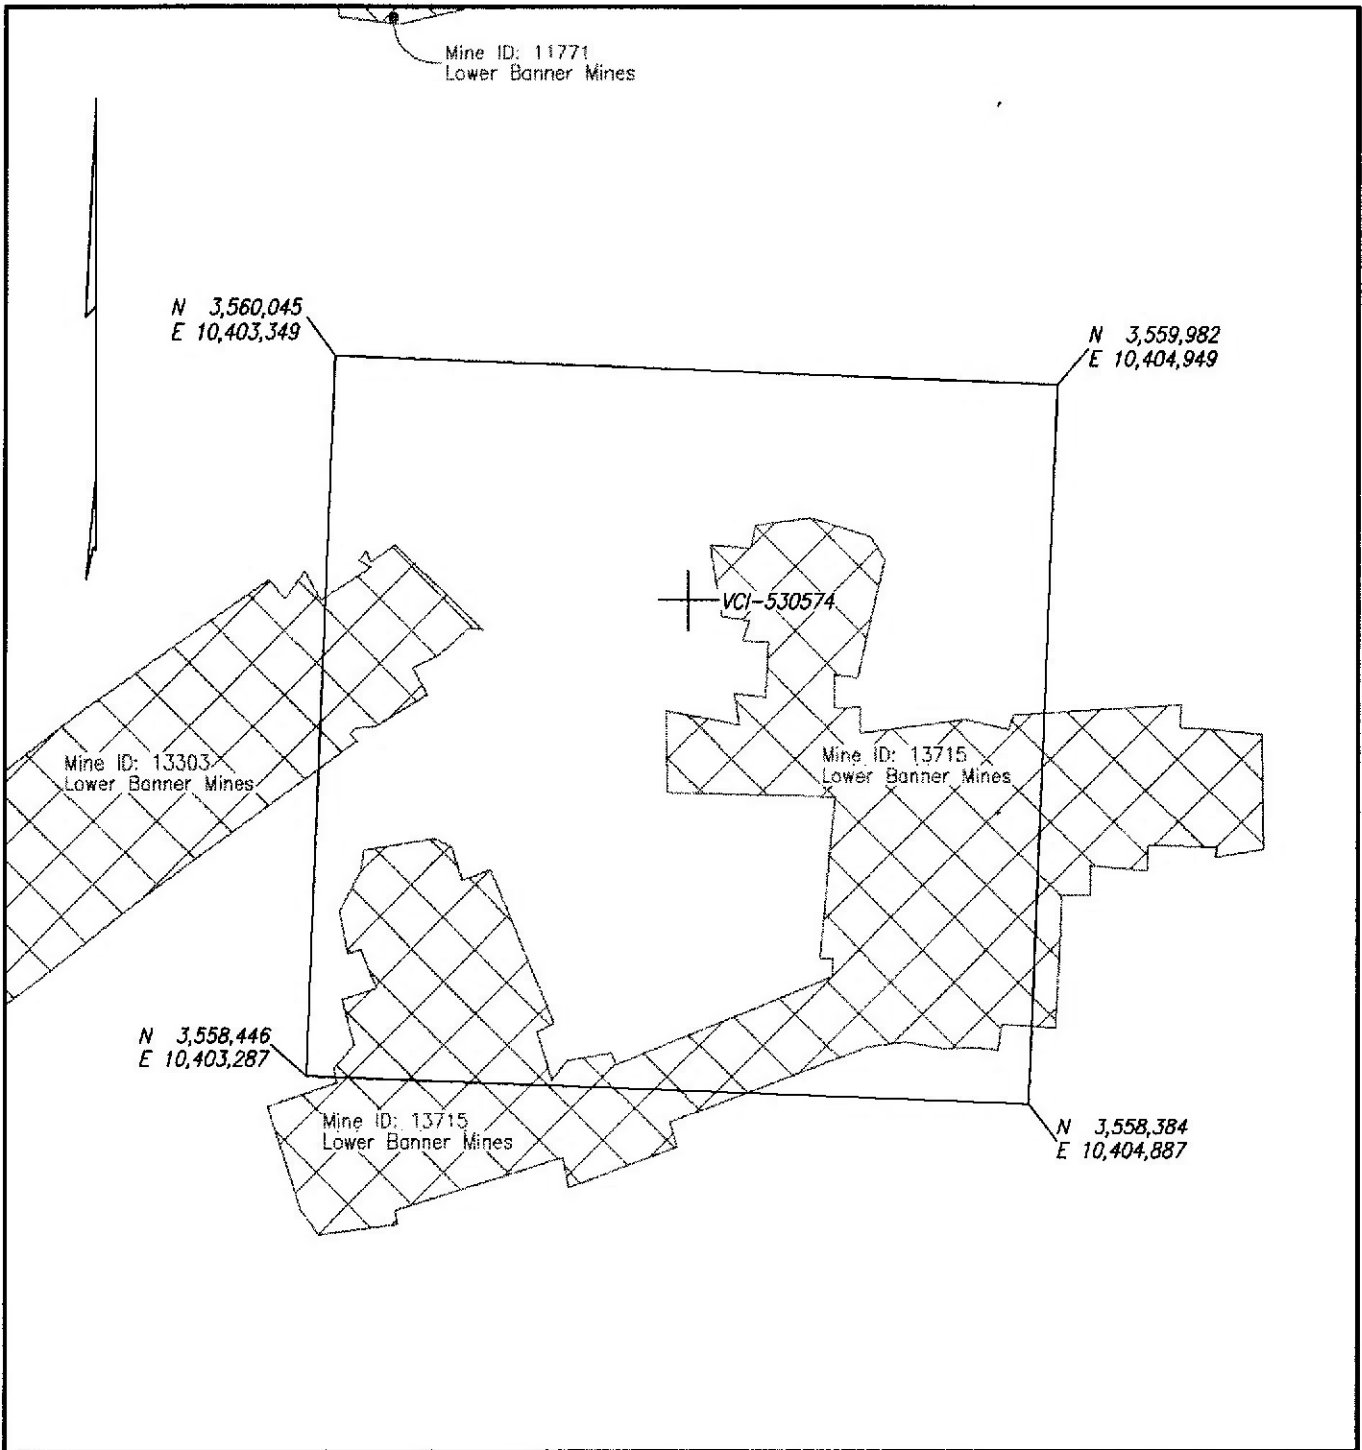 Mine ID: 11771
Lower Banner Mines
N 3,560,045
E 10,403,349
N 3,559,982
E 10,404,949
VCI-530574
Mine ID: 13303
Lower Banner Mines
Mine ID: 13715
Lower Banner Mines
N 3,558,446
E 10,403,287
Mine ID: 13715
Lower Banner Mines
N 3,558,384
E 10,404,887